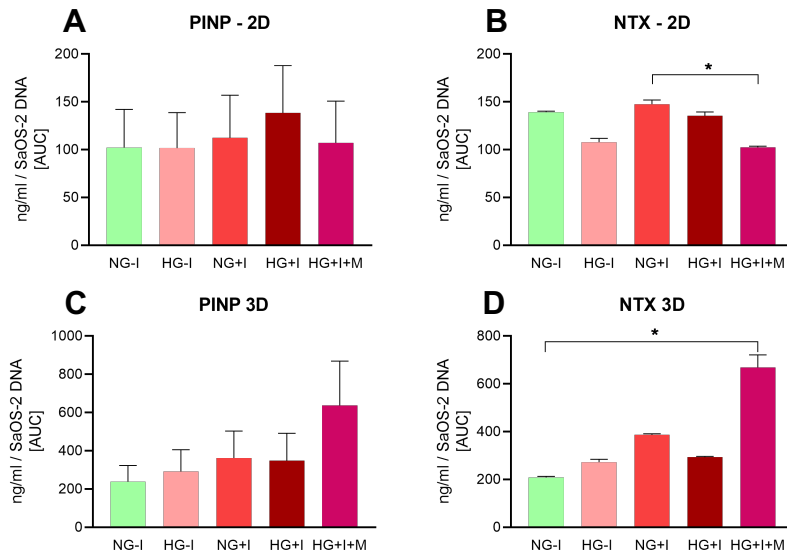 A
PINP - 2D
ng/ml / SaOS-2 DNA
[AUC]
200
150
100
50
0
NG-I HG-I NG+I HG+I HG+I+M
B
NTX - 2D
ng/ml / SaOS-2 DNA
[AUC]
200
150
100
50
0
*
NG-I HG-I NG+I HG+I HG+I+M
C
PINP 3D
ng/ml / SaOS-2 DNA
[AUC]
1000
800
600
400
200
0
NG-I HG-I NG+I HG+I HG+I+M
D
NTX 3D
ng/ml / SaOS-2 DNA
[AUC]
800
600
400
200
0
*
NG-I HG-I NG+I HG+I HG+I+M